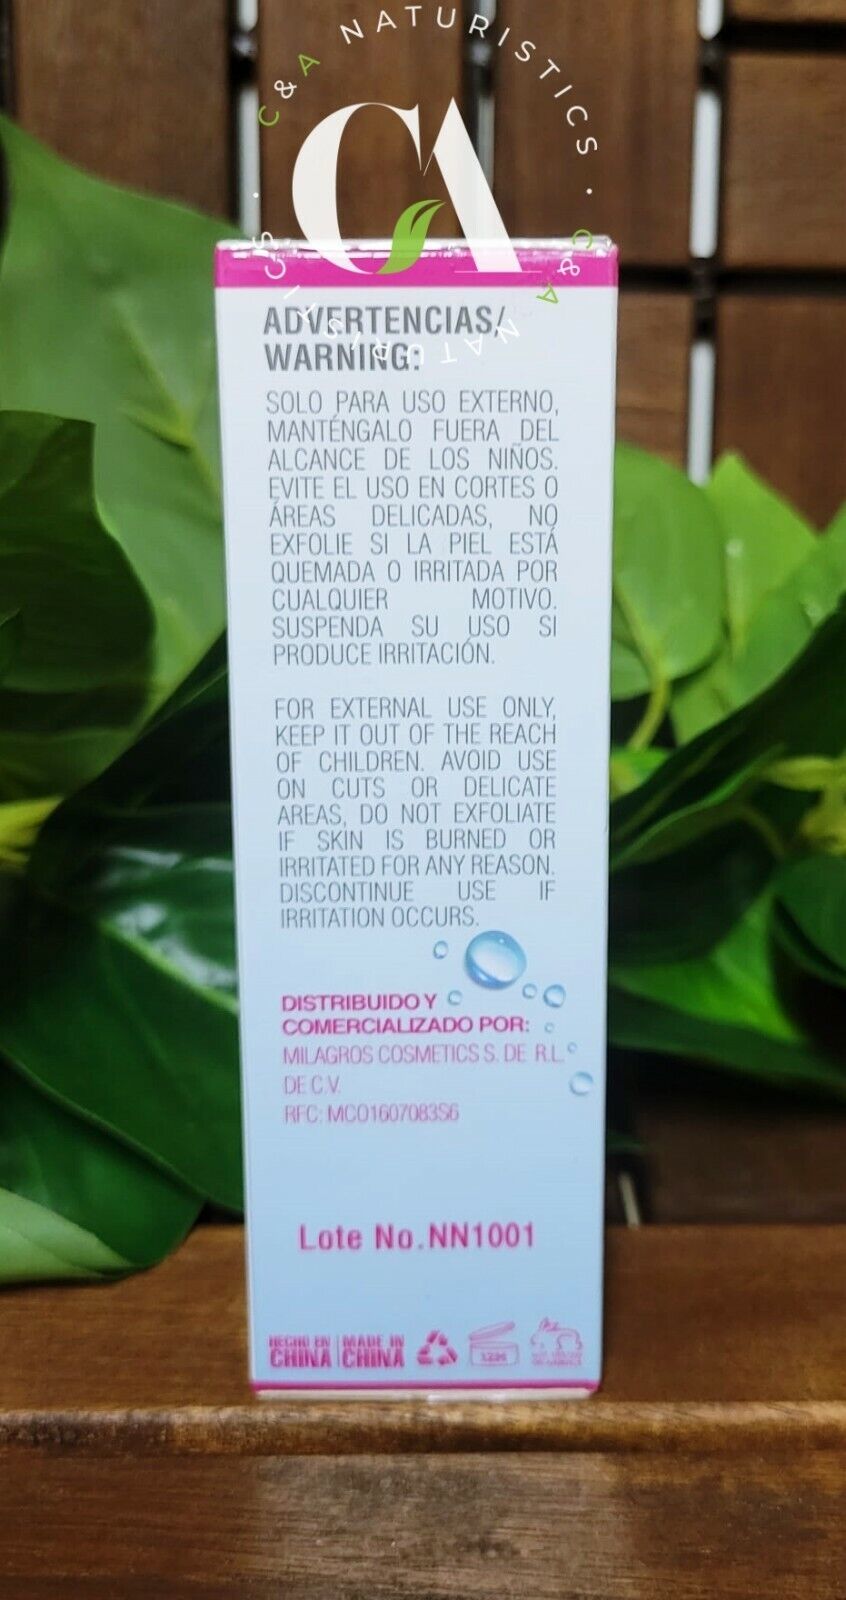 C&A NATURISTICS · C&A NATURISTICS ·
CA
ADVERTENCIAS/
WARNING:
SOLO PARA USO EXTERNO,
MANTÉNGALO FUERA DEL
ALCANCE DE LOS NIÑOS.
EVITE EL USO EN CORTES O
ÁREAS DELICADAS, NO
EXFOLIE SI LA PIEL ESTÁ
QUEMADA O IRRITADA POR
CUALQUIER MOTIVO.
SUSPENDA SU USO SI
PRODUCE IRRITACIÓN.
FOR EXTERNAL USE ONLY,
KEEP IT OUT OF THE REACH
OF CHILDREN. AVOID USE
ON CUTS OR DELICATE
AREAS, DO NOT EXFOLIATE
IF SKIN IS BURNED OR
IRRITATED FOR ANY REASON.
DISCONTINUE USE IF
IRRITATION OCCURS.
DISTRIBUIDO Y
COMERCIALIZADO POR:
MILAGROS COSMETICS S. DE R.L.
DE C.V.
RFC: MCO1607083S6
Lote No.NN1001
HECHO EN MADE IN
CHINA CHINA